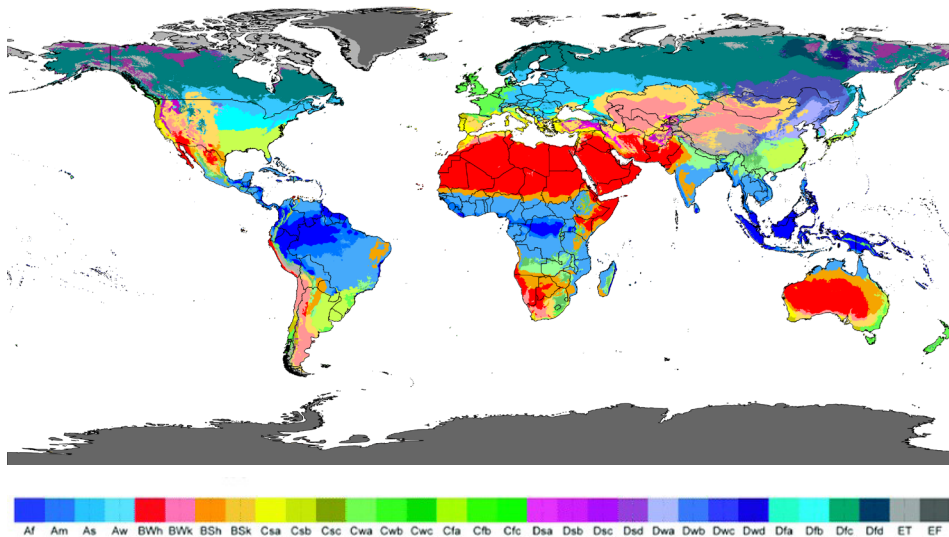 Af Am As Aw BWh BWk BSh BSk Csa Csb Csc Cwa Cwb Cwc Cfa Cfb Cfc Dsa Dsb Dsc Dsd Dwa Dwb Dwc Dwd Dfa Dfb Dfc Dfd ET EF